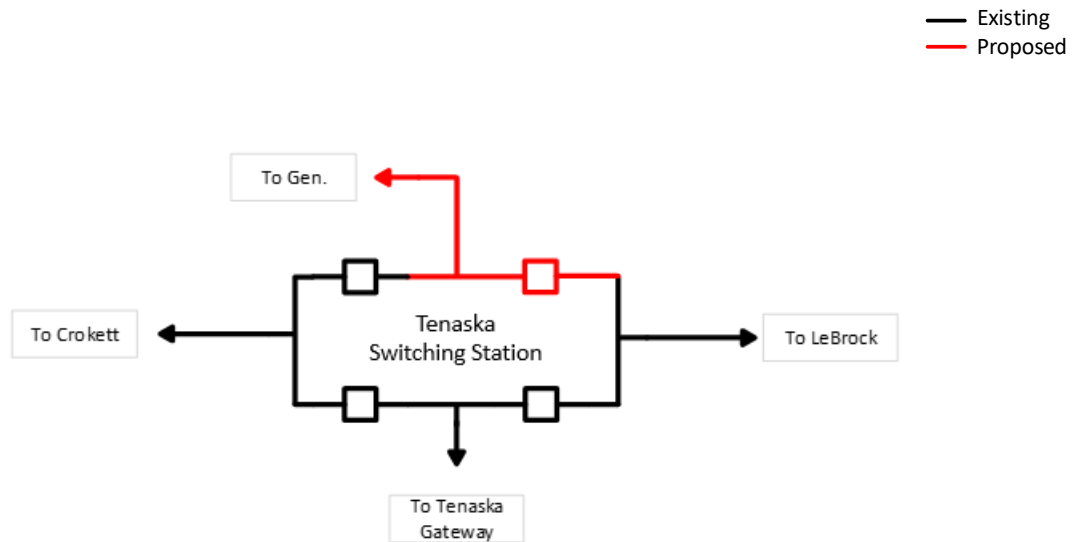 Existing
Proposed
To Gen.
To Crokett
Tenaska
Switching Station
To LeBrock
To Tenaska
Gateway